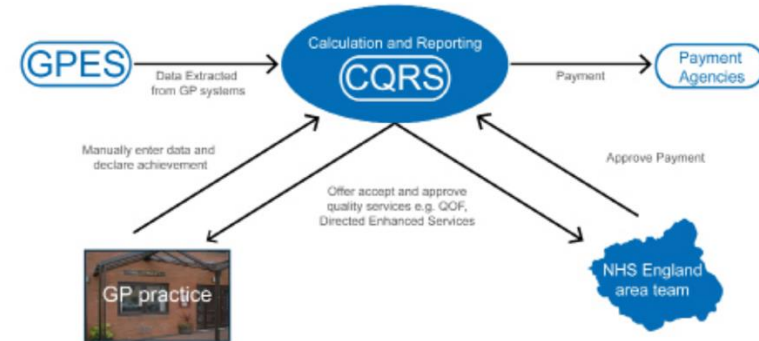 Calculation and Reporting
GPES
CQRS
Payment
Agencies
Data Extracted
from GP systems
Payment
Manually enter data and
declare achievement
Approve Payment
Offer accept and approve
quality services e.g. QOF,
Directed Enhanced Services
GP practice
NHS England
area team